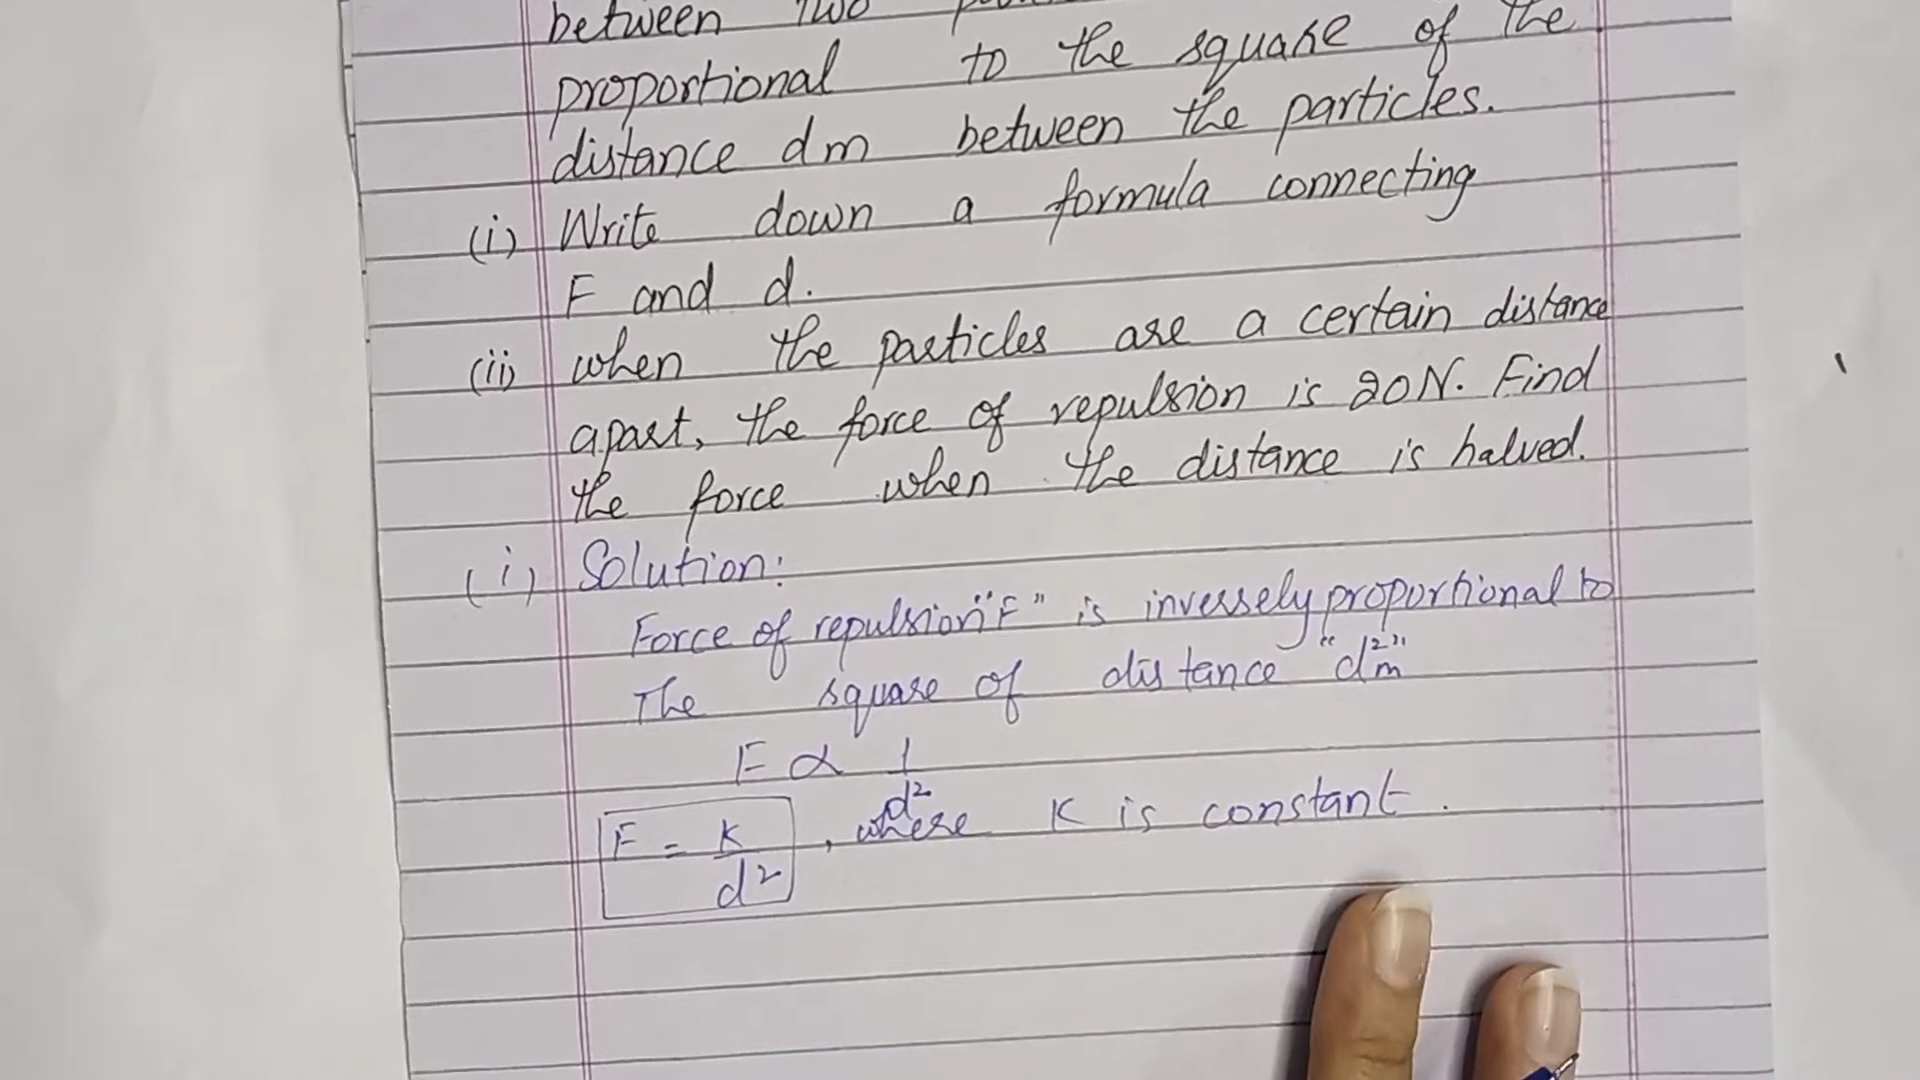 between two
proportional to the square of the
distance dm between the particles.
(i) Write down a formula connecting
F and d.
(ii) when the particles are a certain distance
apart, the force of repulsion is 20N. Find
the force when the distance is halved.
(i) Solution:
Force of repulsion "F" is inversely proportional to
The square of distance "d²m"
F ∝ 1/d²
F = K/d² , where K is constant.